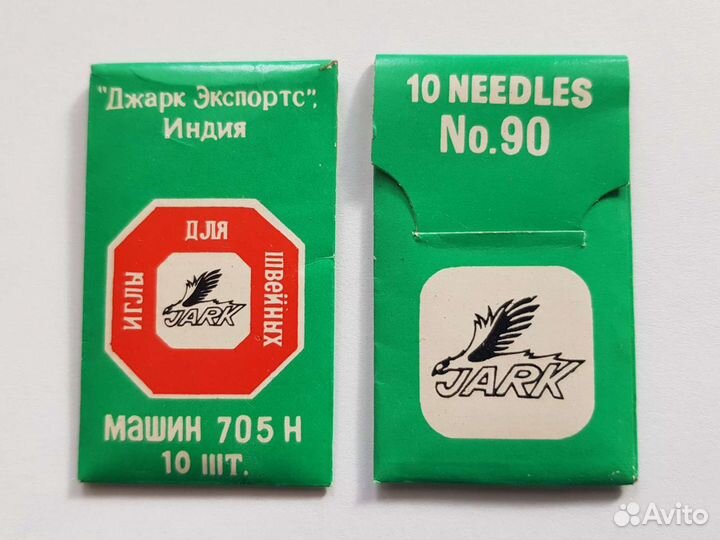 "Джарк Экспортс",
Индия
иглы
для
швейных
JARK
машин 705 Н
10 шт.
10 NEEDLES
No.90
JARK
Avito